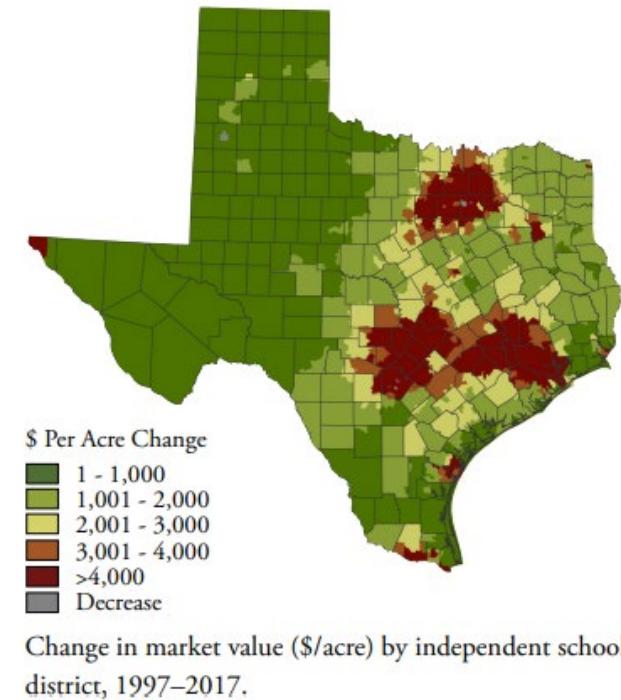 $ Per Acre Change
1 - 1,000
1,001 - 2,000
2,001 - 3,000
3,001 - 4,000
>4,000
Decrease
Change in market value ($/acre) by independent schoo
district, 1997–2017.